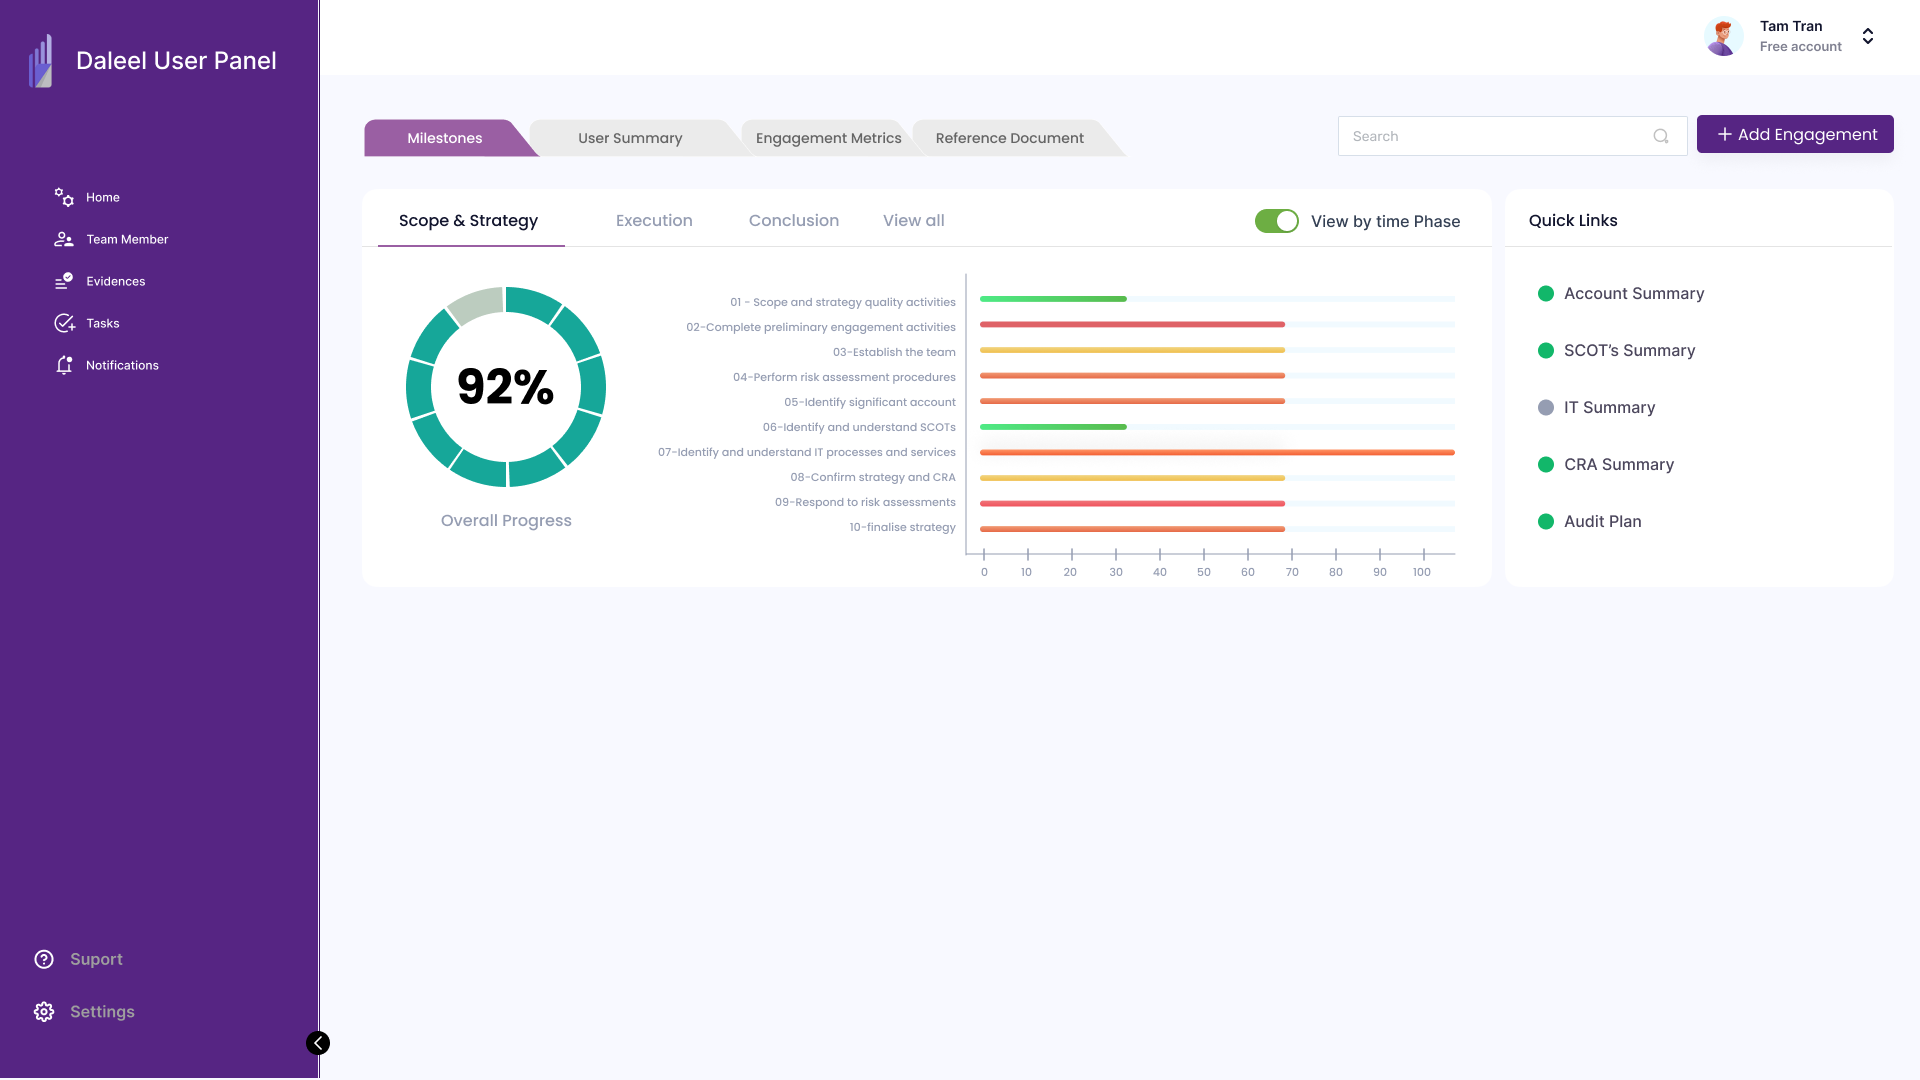 Daleel User Panel
Tam Tran
Free account
Home
Team Member
Evidences
Tasks
Notifications
Suport
Settings
Milestones
User Summary
Engagement Metrics
Reference Document
Search
Add Engagement
Scope & Strategy
Execution
Conclusion
View all
View by time Phase
92%
Overall Progress
01 - Scope and strategy quality activities
02-Complete preliminary engagement activities
03-Establish the team
04-Perform risk assessment procedures
05-Identify significant account
06-Identify and understand SCOTs
07-Identify and understand IT processes and services
08-Confirm strategy and CRA
09-Respond to risk assessments
10-finalise strategy
0 10 20 30 40 50 60 70 80 90 100
Quick Links
Account Summary
SCOT’s Summary
IT Summary
CRA Summary
Audit Plan